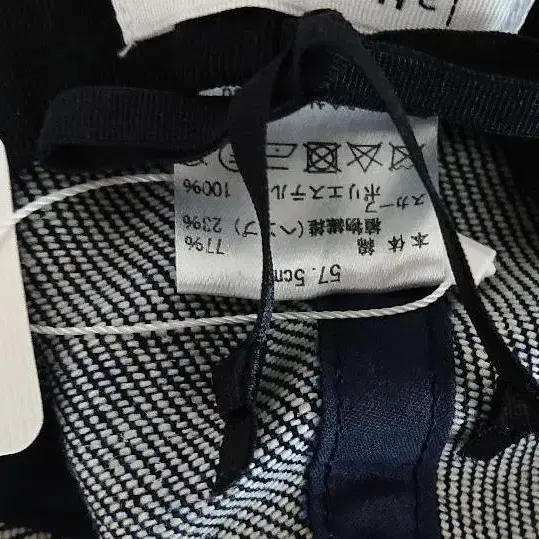 57.5cm
本体 綿 77%
植物繊維(ヘンプ) 23%
スカーフ
ポリエステル 100%